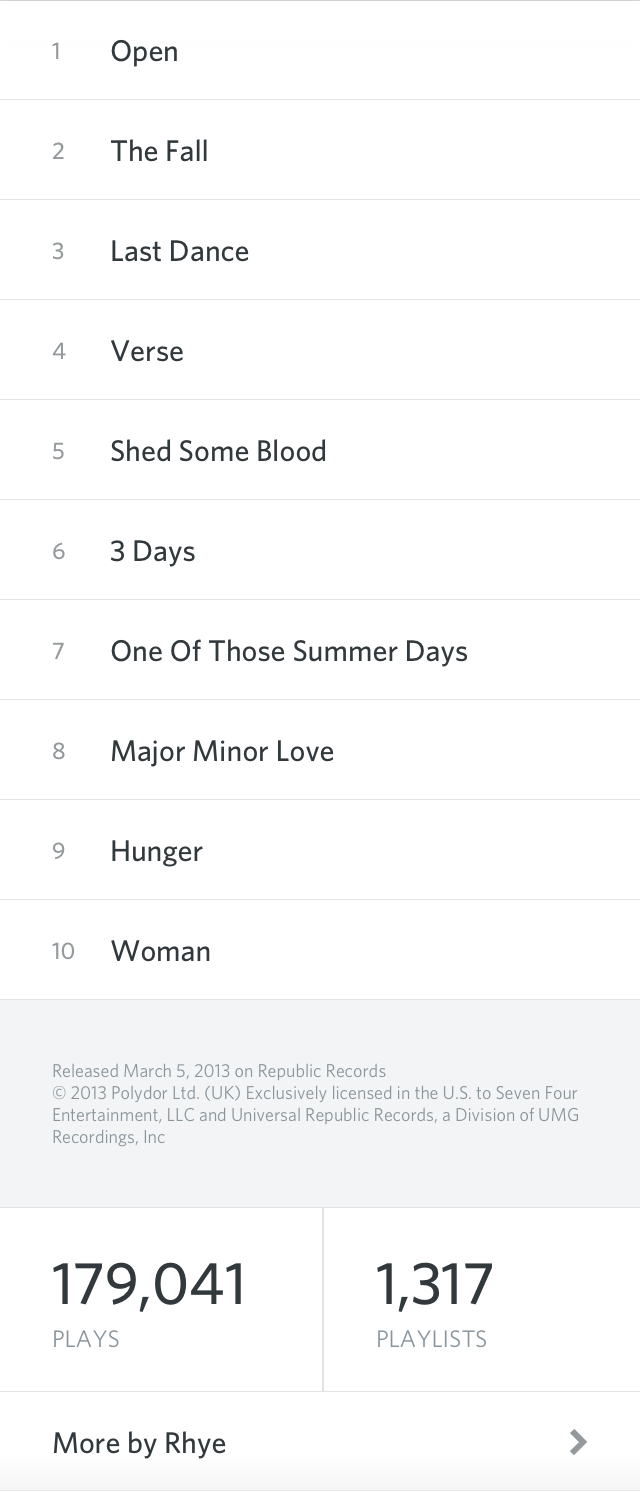 1 Open
2 The Fall
3 Last Dance
4 Verse
5 Shed Some Blood
6 3 Days
7 One Of Those Summer Days
8 Major Minor Love
9 Hunger
10 Woman
Released March 5, 2013 on Republic Records
© 2013 Polydor Ltd. (UK) Exclusively licensed in the U.S. to Seven Four
Entertainment, LLC and Universal Republic Records, a Division of UMG
Recordings, Inc
179,041 1,317
PLAYS PLAYLISTS
More by Rhye